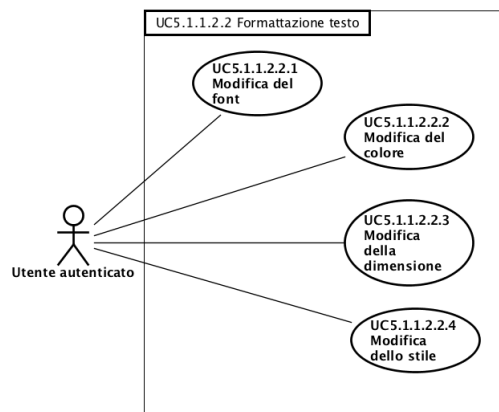 UC5.1.1.2.2 Formattazione testo
UC5.1.1.2.2.1
Modifica del
font
UC5.1.1.2.2.2
Modifica del
colore
UC5.1.1.2.2.3
Modifica
della
dimensione
Utente autenticato
UC5.1.1.2.2.4
Modifica
dello stile